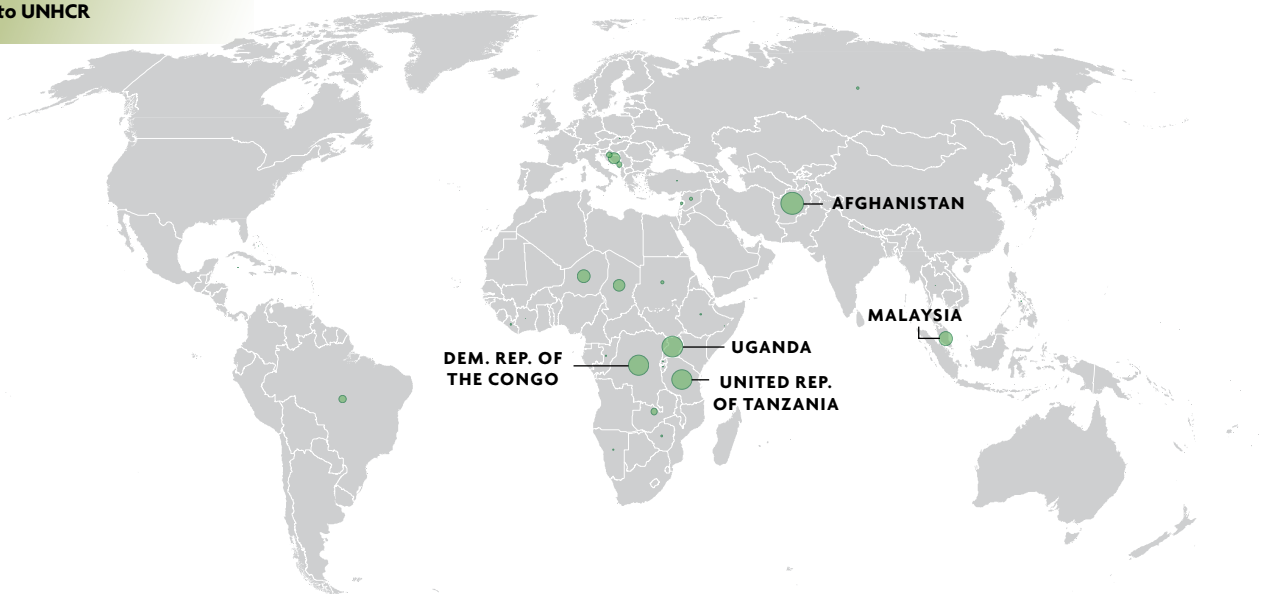 to UNHCR
AFGHANISTAN
MALAYSIA
UGANDA
DEM. REP. OF
THE CONGO
UNITED REP.
OF TANZANIA